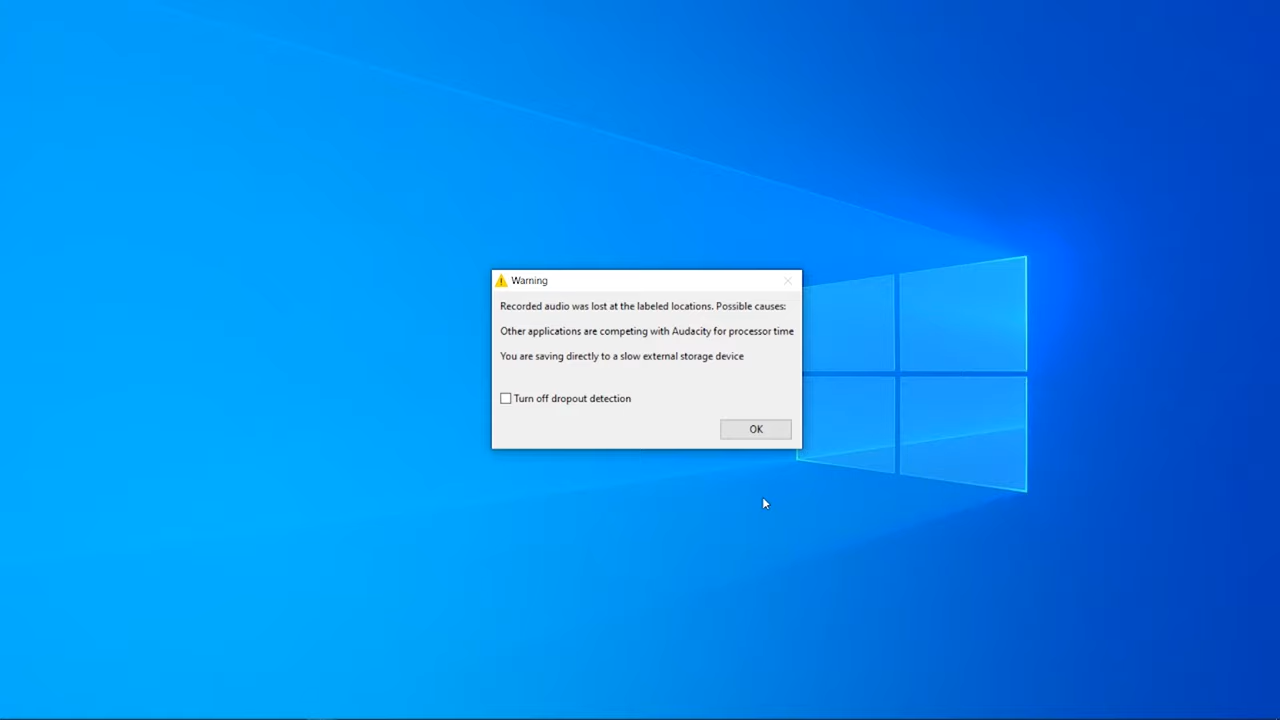 Warning
Recorded audio was lost at the labeled locations. Possible causes:
Other applications are competing with Audacity for processor time
You are saving directly to a slow external storage device
Turn off dropout detection
OK